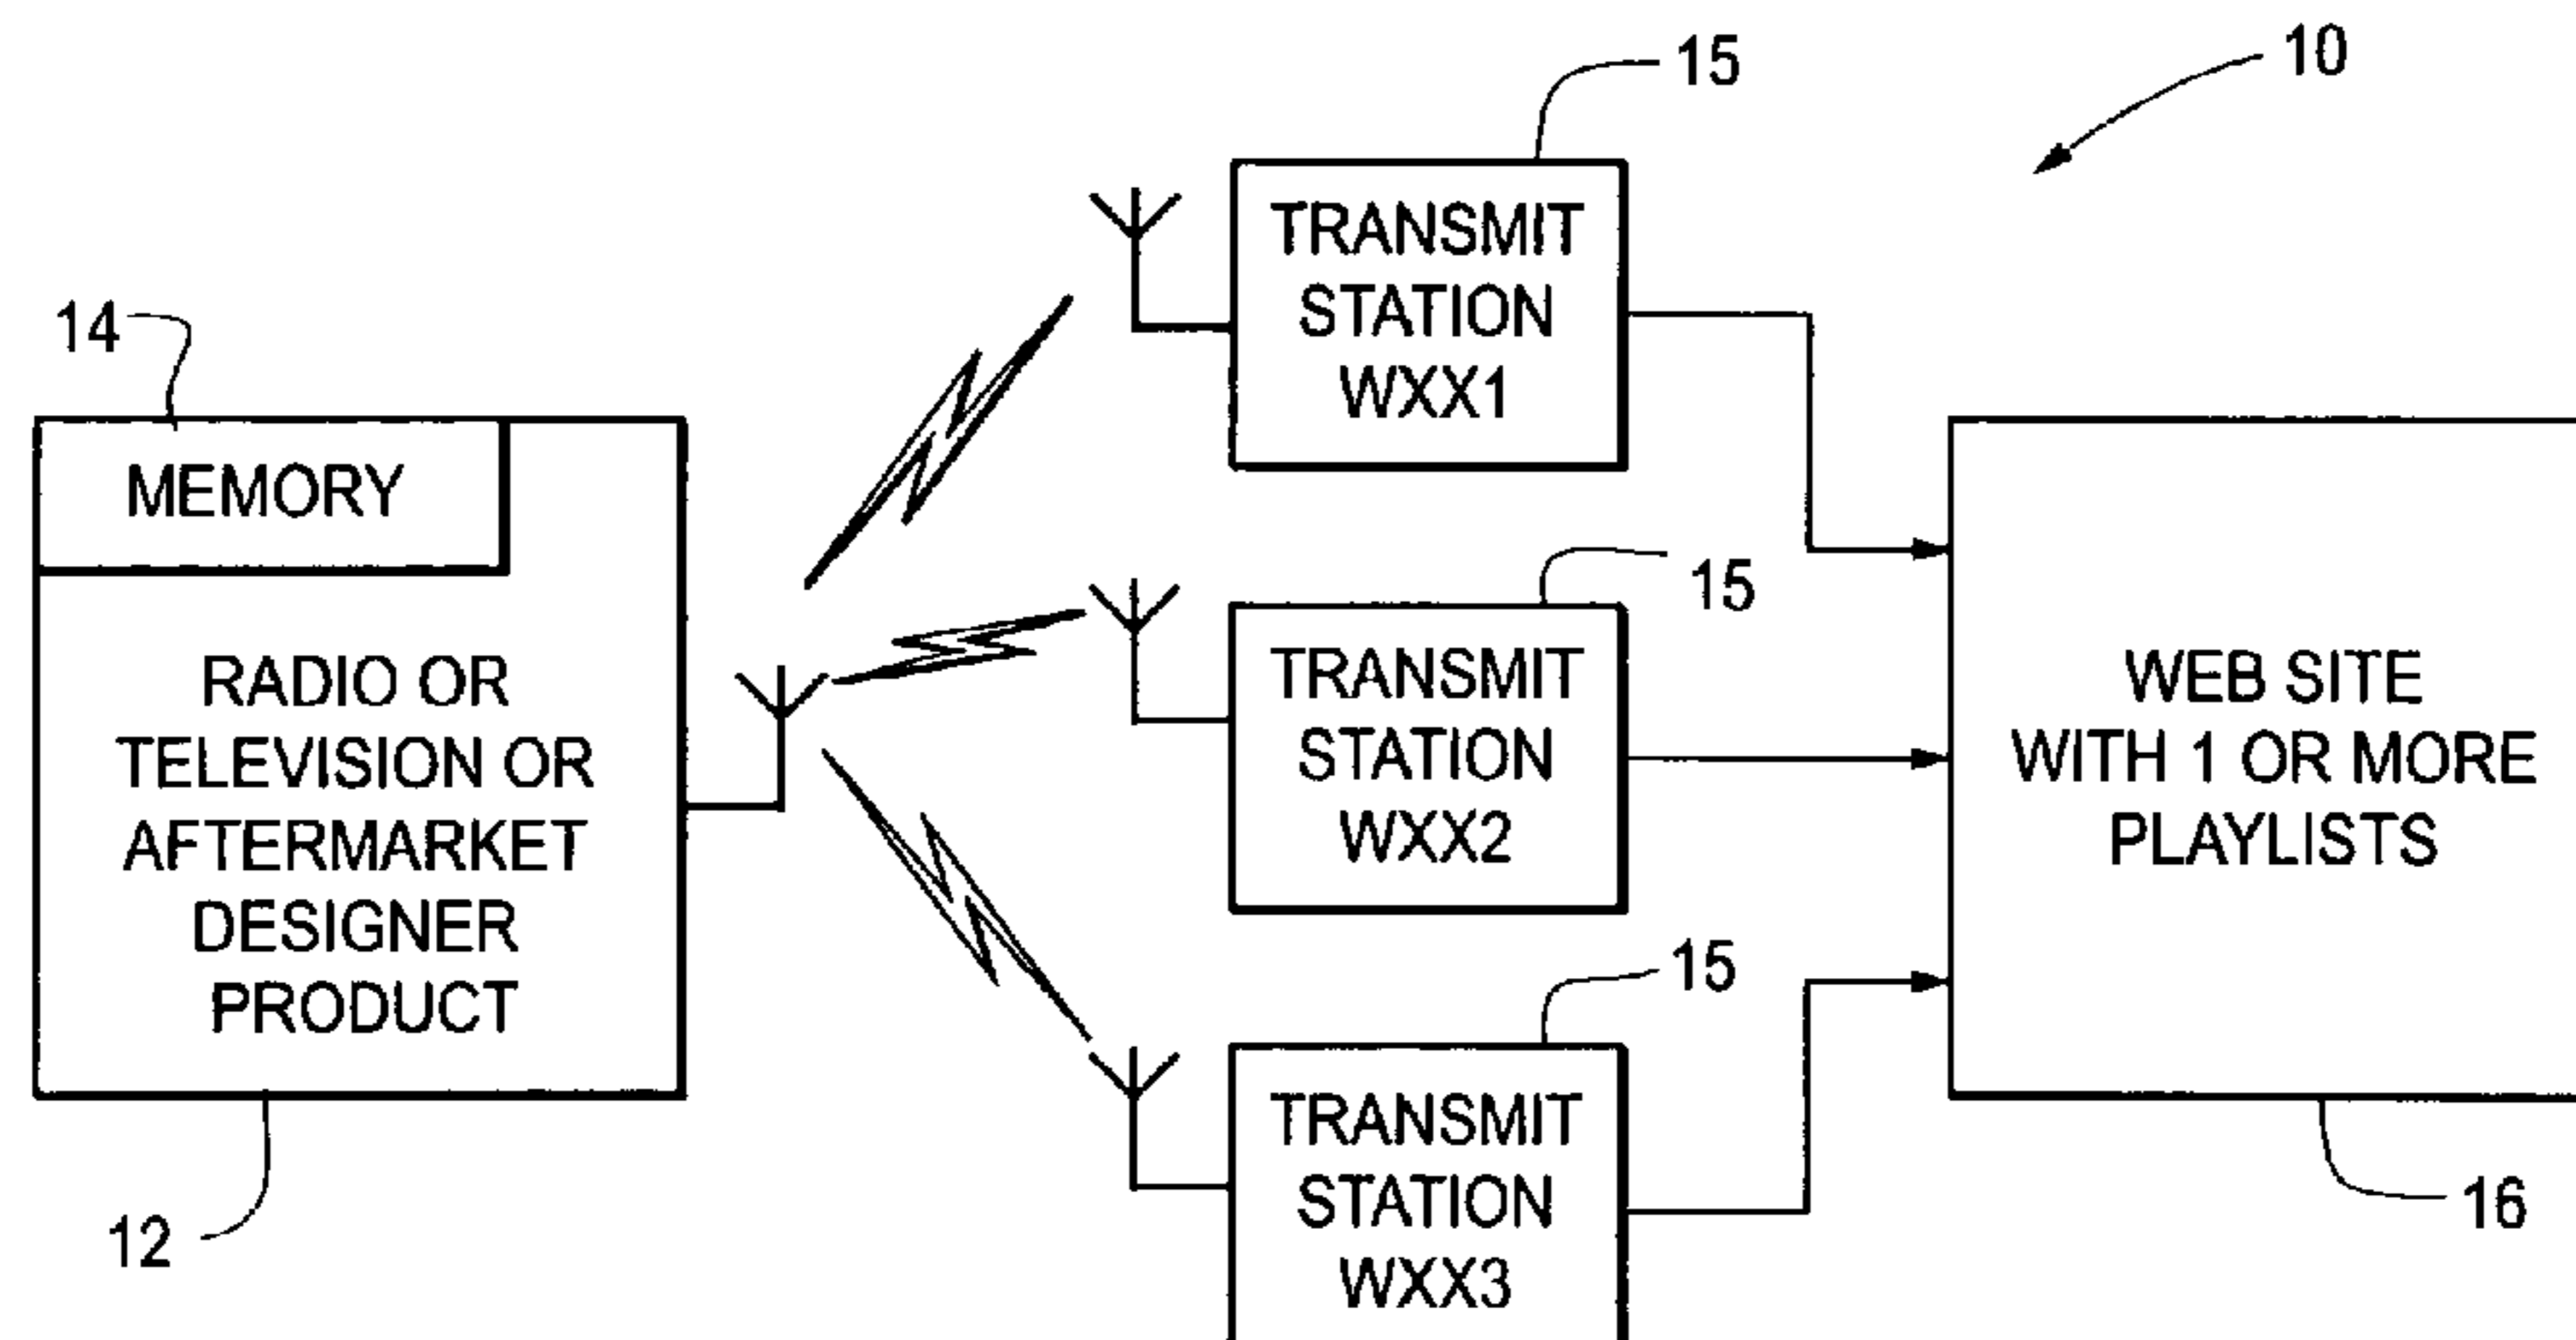 10
15
TRANSMIT
STATION
WXX1
14
MEMORY
RADIO OR
TELEVISION OR
AFTERMARKET
DESIGNER
PRODUCT
12
15
TRANSMIT
STATION
WXX2
15
TRANSMIT
STATION
WXX3
WEB SITE
WITH 1 OR MORE
PLAYLISTS
16